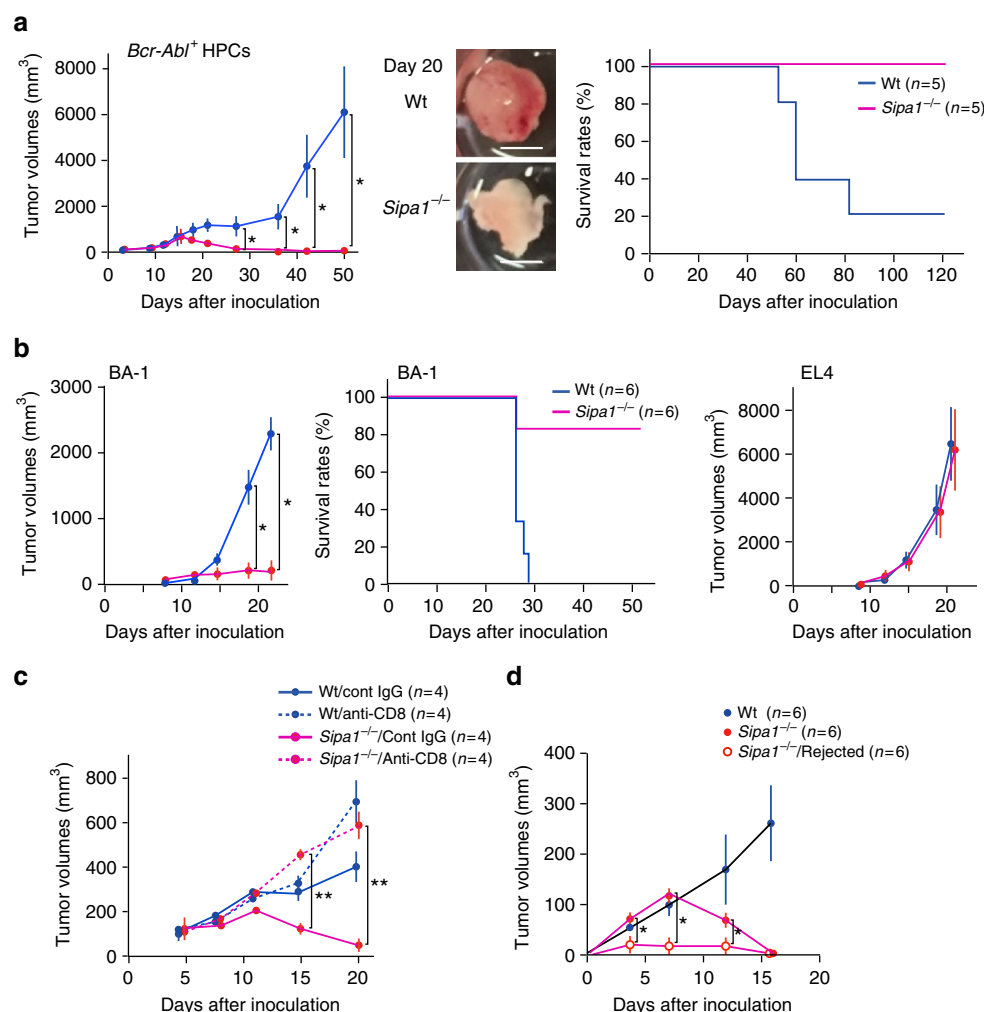 a
Bcr-Abl+ HPCs
Tumor volumes (mm³)
8000
6000
4000
2000
0
*
*
*
*
0 10 20 30 40 50
Days after inoculation
Day 20
Wt
Sipa1−/−
Survival rates (%)
100
80
60
40
20
0
Wt (n=5)
Sipa1−/− (n=5)
0 20 40 60 80 100 120
Days after inoculation
b
BA-1
Tumor volumes (mm³)
3000
2000
1000
0
*
*
0 10 20
Days after inoculation
BA-1
Survival rates (%)
100
80
60
40
20
0
Wt (n=6)
Sipa1−/− (n=6)
0 10 20 30 40 50
Days after inoculation
EL4
Tumor volumes (mm³)
8000
6000
4000
2000
0
0 10 20
Days after inoculation
c
Wt/cont IgG (n=4)
Wt/anti-CD8 (n=4)
Sipa1−/−/Cont IgG (n=4)
Sipa1−/−/Anti-CD8 (n=4)
Tumor volumes (mm³)
800
600
400
200
0
**
**
0 5 10 15 20
Days after inoculation
d
Wt (n=6)
Sipa1−/− (n=6)
Sipa1−/−/Rejected (n=6)
Tumor volumes (mm³)
400
300
200
100
0
*
*
*
0 5 10 15 20
Days after inoculation